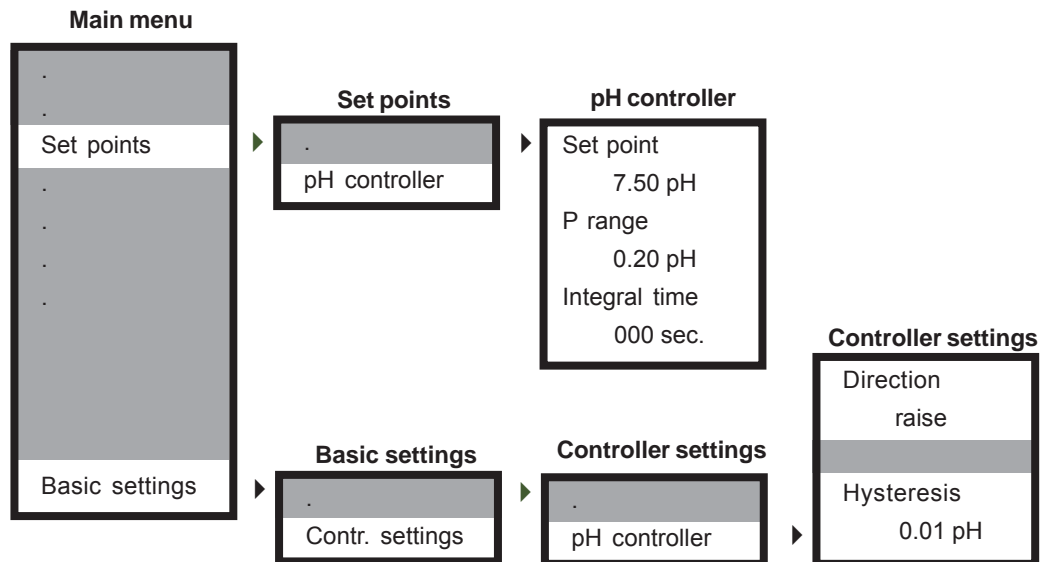 Main menu
.
.
Set points
.
.
.
.
Basic settings
Set points
.
pH controller
pH controller
Set point
7.50 pH
P range
0.20 pH
Integral time
000 sec.
Basic settings
.
Contr. settings
Controller settings
.
pH controller
Controller settings
Direction
raise
Hysteresis
0.01 pH